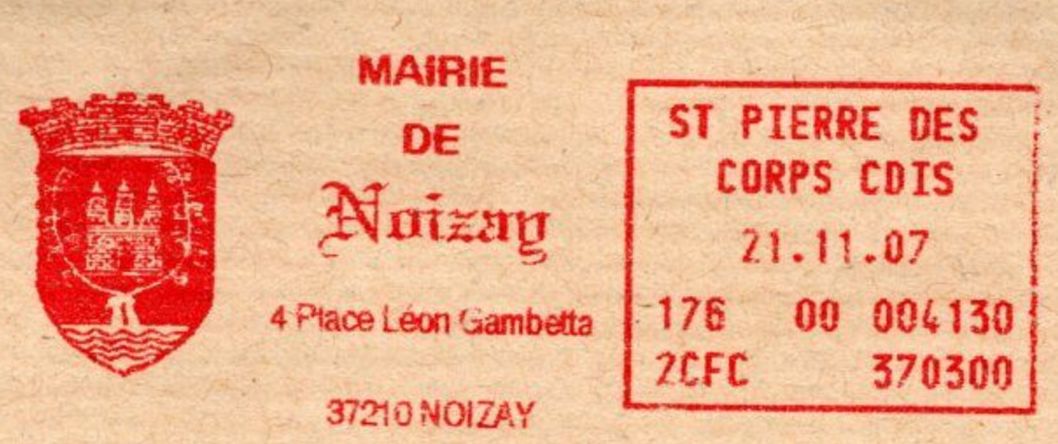 MAIRIE
DE
Noizay
4 Place Léon Gambetta
37210 NOIZAY
ST PIERRE DES
CORPS CDIS
21.11.07
176 00 004130
2CFC 370300